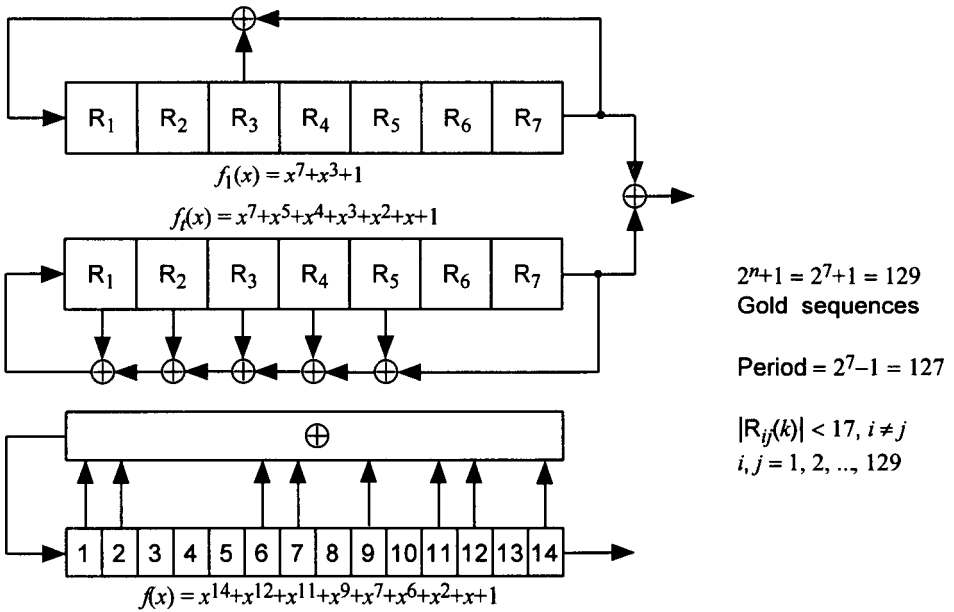 R₁ R₂ R₃ R₄ R₅ R₆ R₇
f₁(x) = x⁷+x³+1
fₜ(x) = x⁷+x⁵+x⁴+x³+x²+x+1
R₁ R₂ R₃ R₄ R₅ R₆ R₇
2ⁿ+1 = 2⁷+1 = 129
Gold sequences
Period = 2⁷–1 = 127
|Rᵢⱼ(k)| < 17, i ≠ j
i, j = 1, 2, ..., 129
1 2 3 4 5 6 7 8 9 10 11 12 13 14
f(x) = x¹⁴+x¹²+x¹¹+x⁹+x⁷+x⁶+x²+x+1